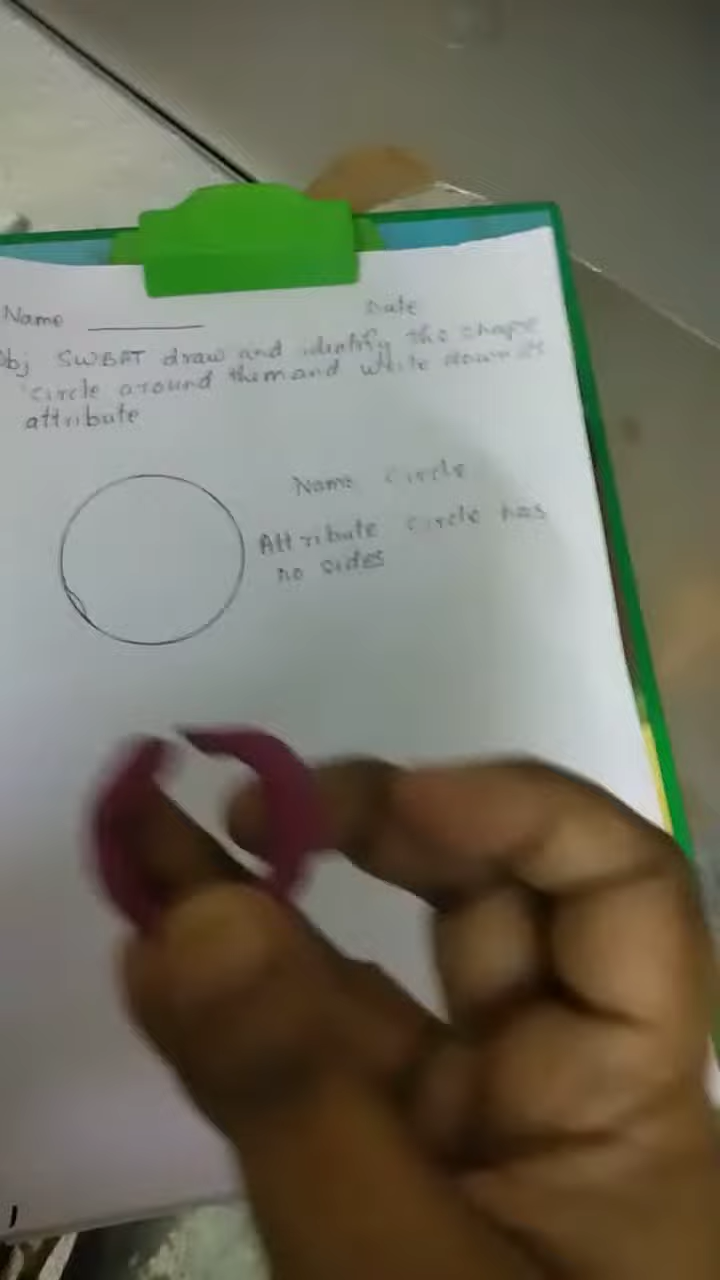 Name ________ Date
Obj SWBAT draw and identify the shape
circle around them and write down its
attribute
Name Circle
Attribute circle has
no sides